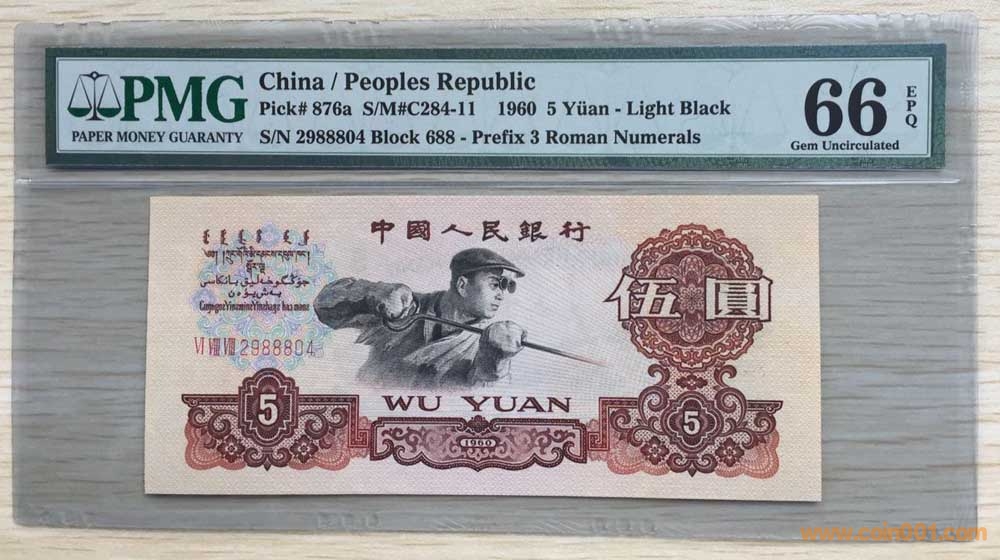 PMG
PAPER MONEY GUARANTY
China / Peoples Republic
Pick# 876a S/M#C284-11 1960 5 Yüan - Light Black
S/N 2988804 Block 688 - Prefix 3 Roman Numerals
66 EPQ
Gem Uncirculated
中國人民銀行
伍圓
VI VIII VIII 2988804
WU YUAN
5
1960
5
www.coin001.com